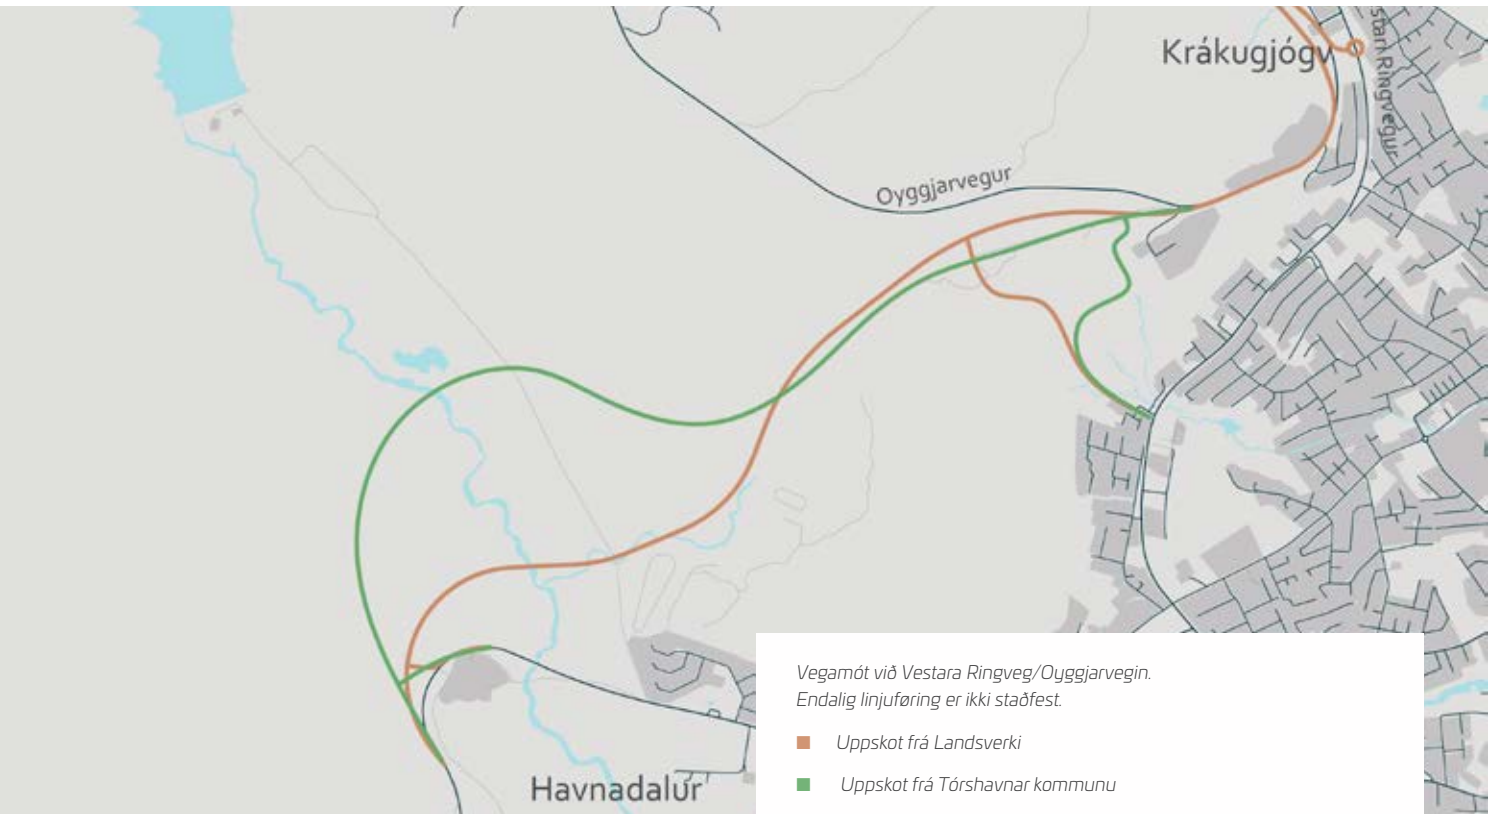 Krákugjógv
stari Ringvegur
Oyggjarvegur
Vegamót við Vestara Ringveg/Oyggjarvegin.
Endalig linjuføring er ikki staðfest.
Uppskot frá Landsverki
Uppskot frá Tórshavnar kommunu
Havnadalur